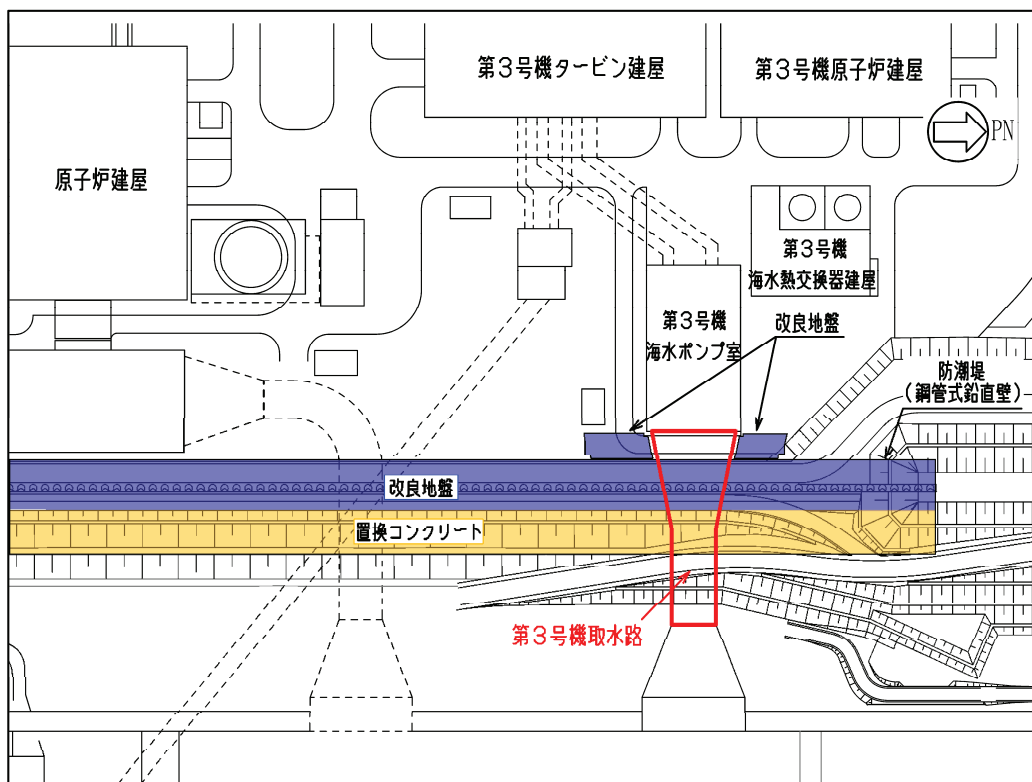 第3号機タービン建屋
第3号機原子炉建屋
PN
原子炉建屋
第3号機
海水熱交換器建屋
第3号機
海水ポンプ室
改良地盤
防潮堤
(鋼管式鉛直壁)
改良地盤
置換コンクリート
第3号機取水路